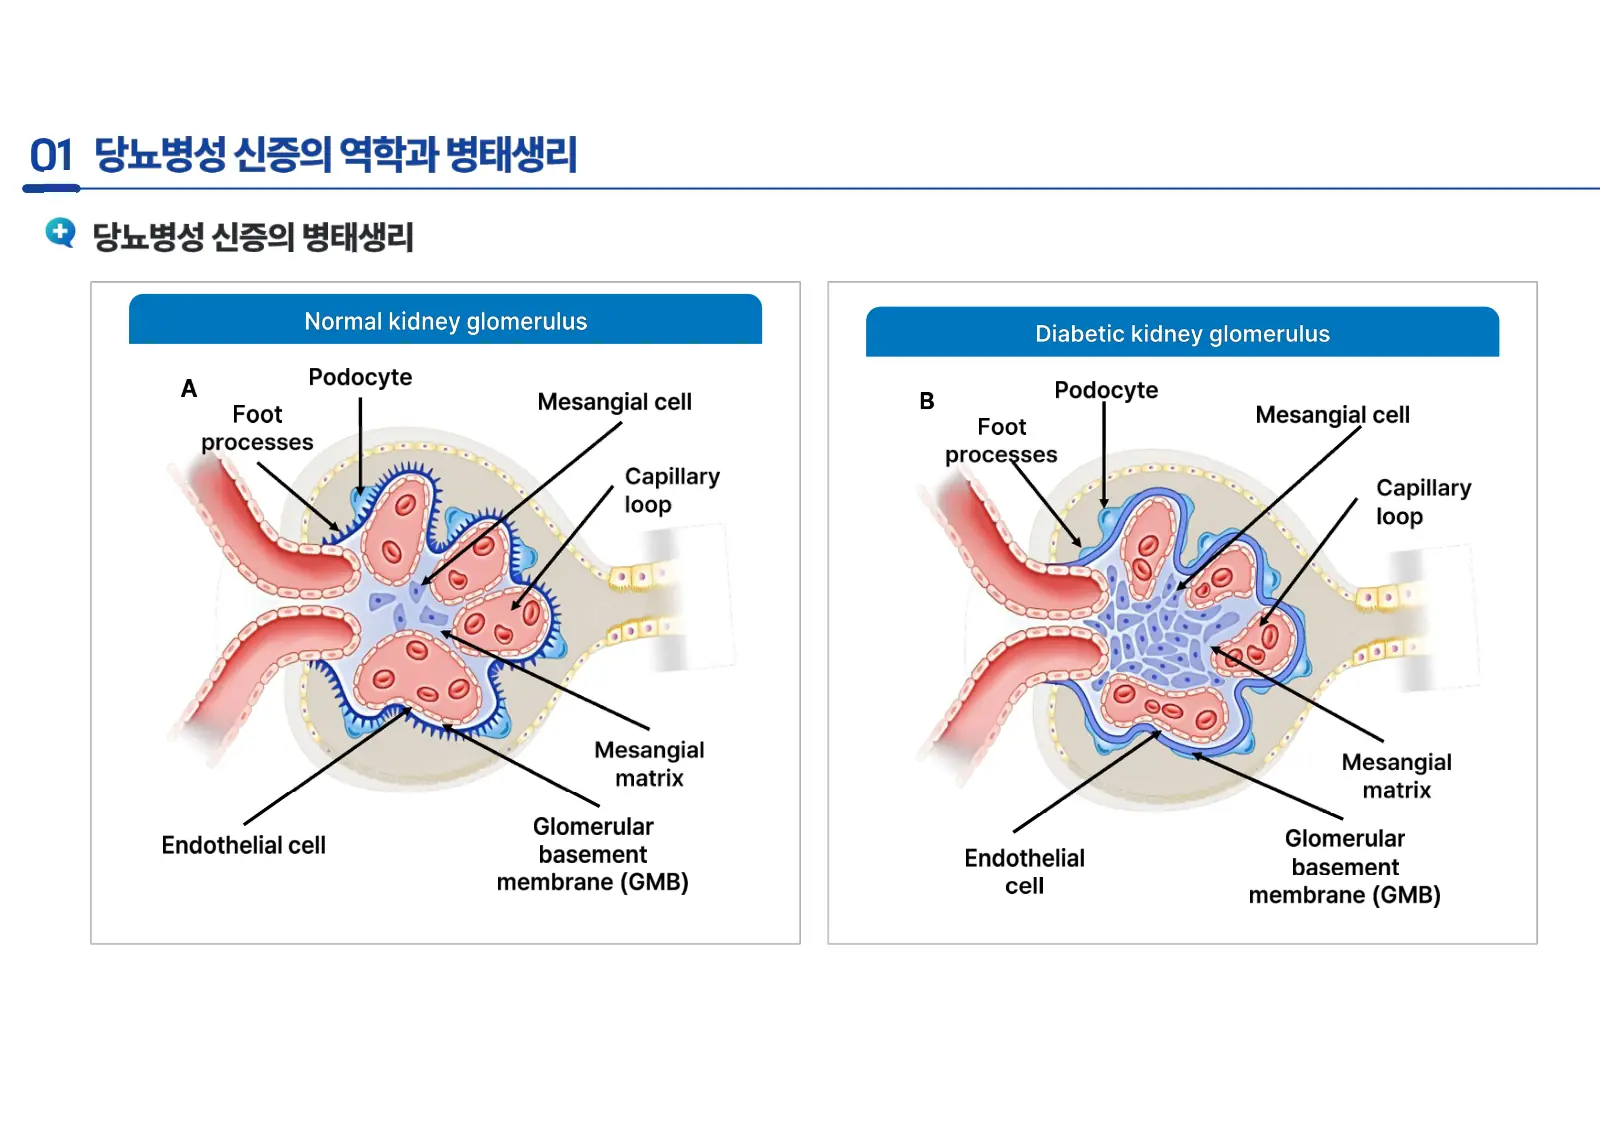 01 당뇨병성 신증의 역학과 병태생리
당뇨병성 신증의 병태생리
Normal kidney glomerulus
A
Podocyte
Foot
processes
Mesangial cell
Capillary
loop
Mesangial
matrix
Endothelial cell
Glomerular
basement
membrane (GMB)
Diabetic kidney glomerulus
B
Podocyte
Foot
processes
Mesangial cell
Capillary
loop
Mesangial
matrix
Endothelial
cell
Glomerular
basement
membrane (GMB)